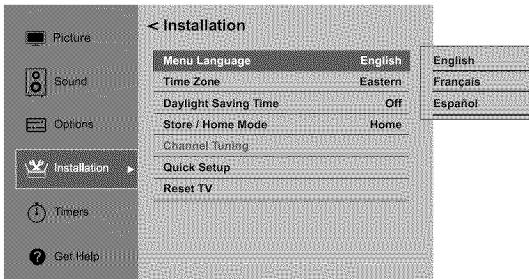 Picture
Sound
Options
Installation
Timers
Get Help
< Installation
Menu Language English
Time Zone Eastern
Daylight Saving Time Off
Store / Home Mode Home
Channel Tuning
Quick Setup
Reset TV
English
Français
Español